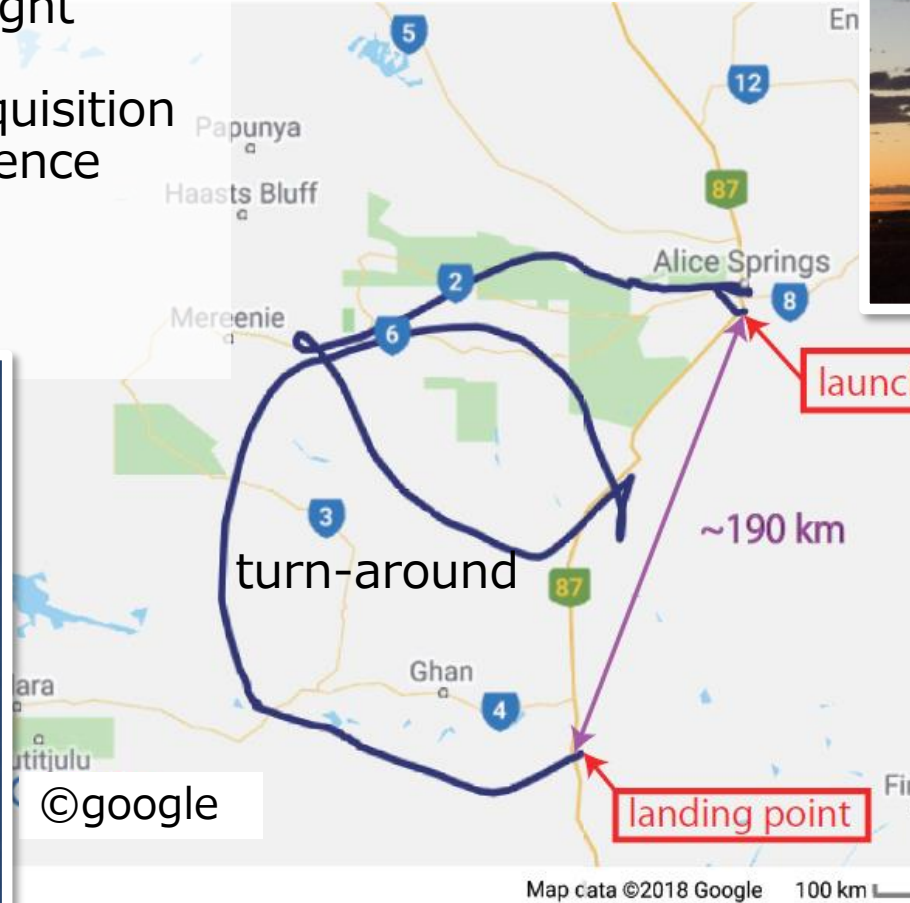 ght
quisition
ence
5
En
12
Papunya
Haasts Bluff
87
Alice Springs
2
8
Mereenie
6
launc
3
~190 km
turn-around
87
Ghan
ara
4
utitjulu
©google
landing point
Fi
Map data ©2018 Google
100 km